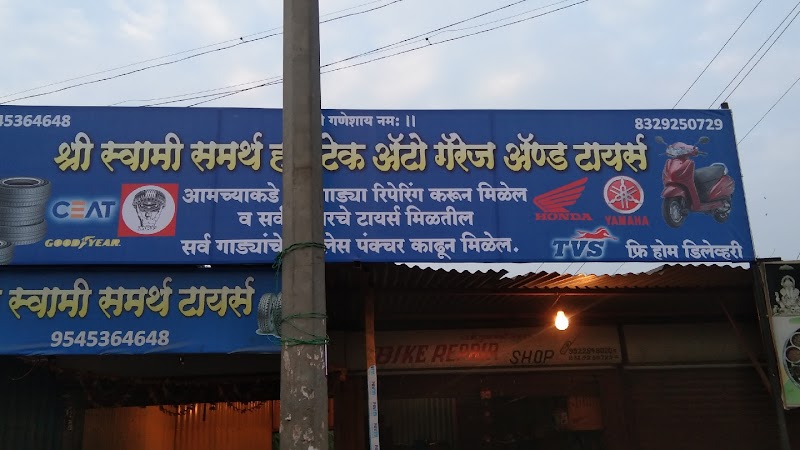 गणेशाय नमः ।।
45364648
8329250729
श्री स्वामी समर्थ हायटेक ॲटो गॅरेज ॲण्ड टायर्स
आमच्याकडे गाड्या रिपेरिंग करून मिळेल
व सर्व टायर्स मिळतील
सर्व गाड्यांचे पंक्चर काढून मिळेल.
CEAT
GOODYEAR
HONDA
YAMAHA
TVS
फ्रि होम डिलेव्हरी
स्वामी समर्थ टायर्स
9545364648
BIKE REPAIR SHOP